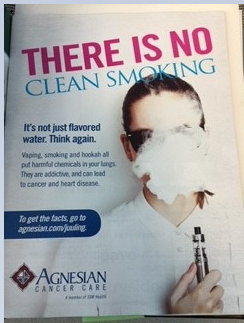 THERE IS NO
CLEAN SMOKING
It's not just flavored
water. Think again.
Vaping, smoking and hookah all
put harmful chemicals in your lungs.
They are addictive, and can lead
to cancer and heart disease.
To get the facts, go to
agnesian.com/juuling.
AGNESIAN
CANCER CARE
A member of SSM Health